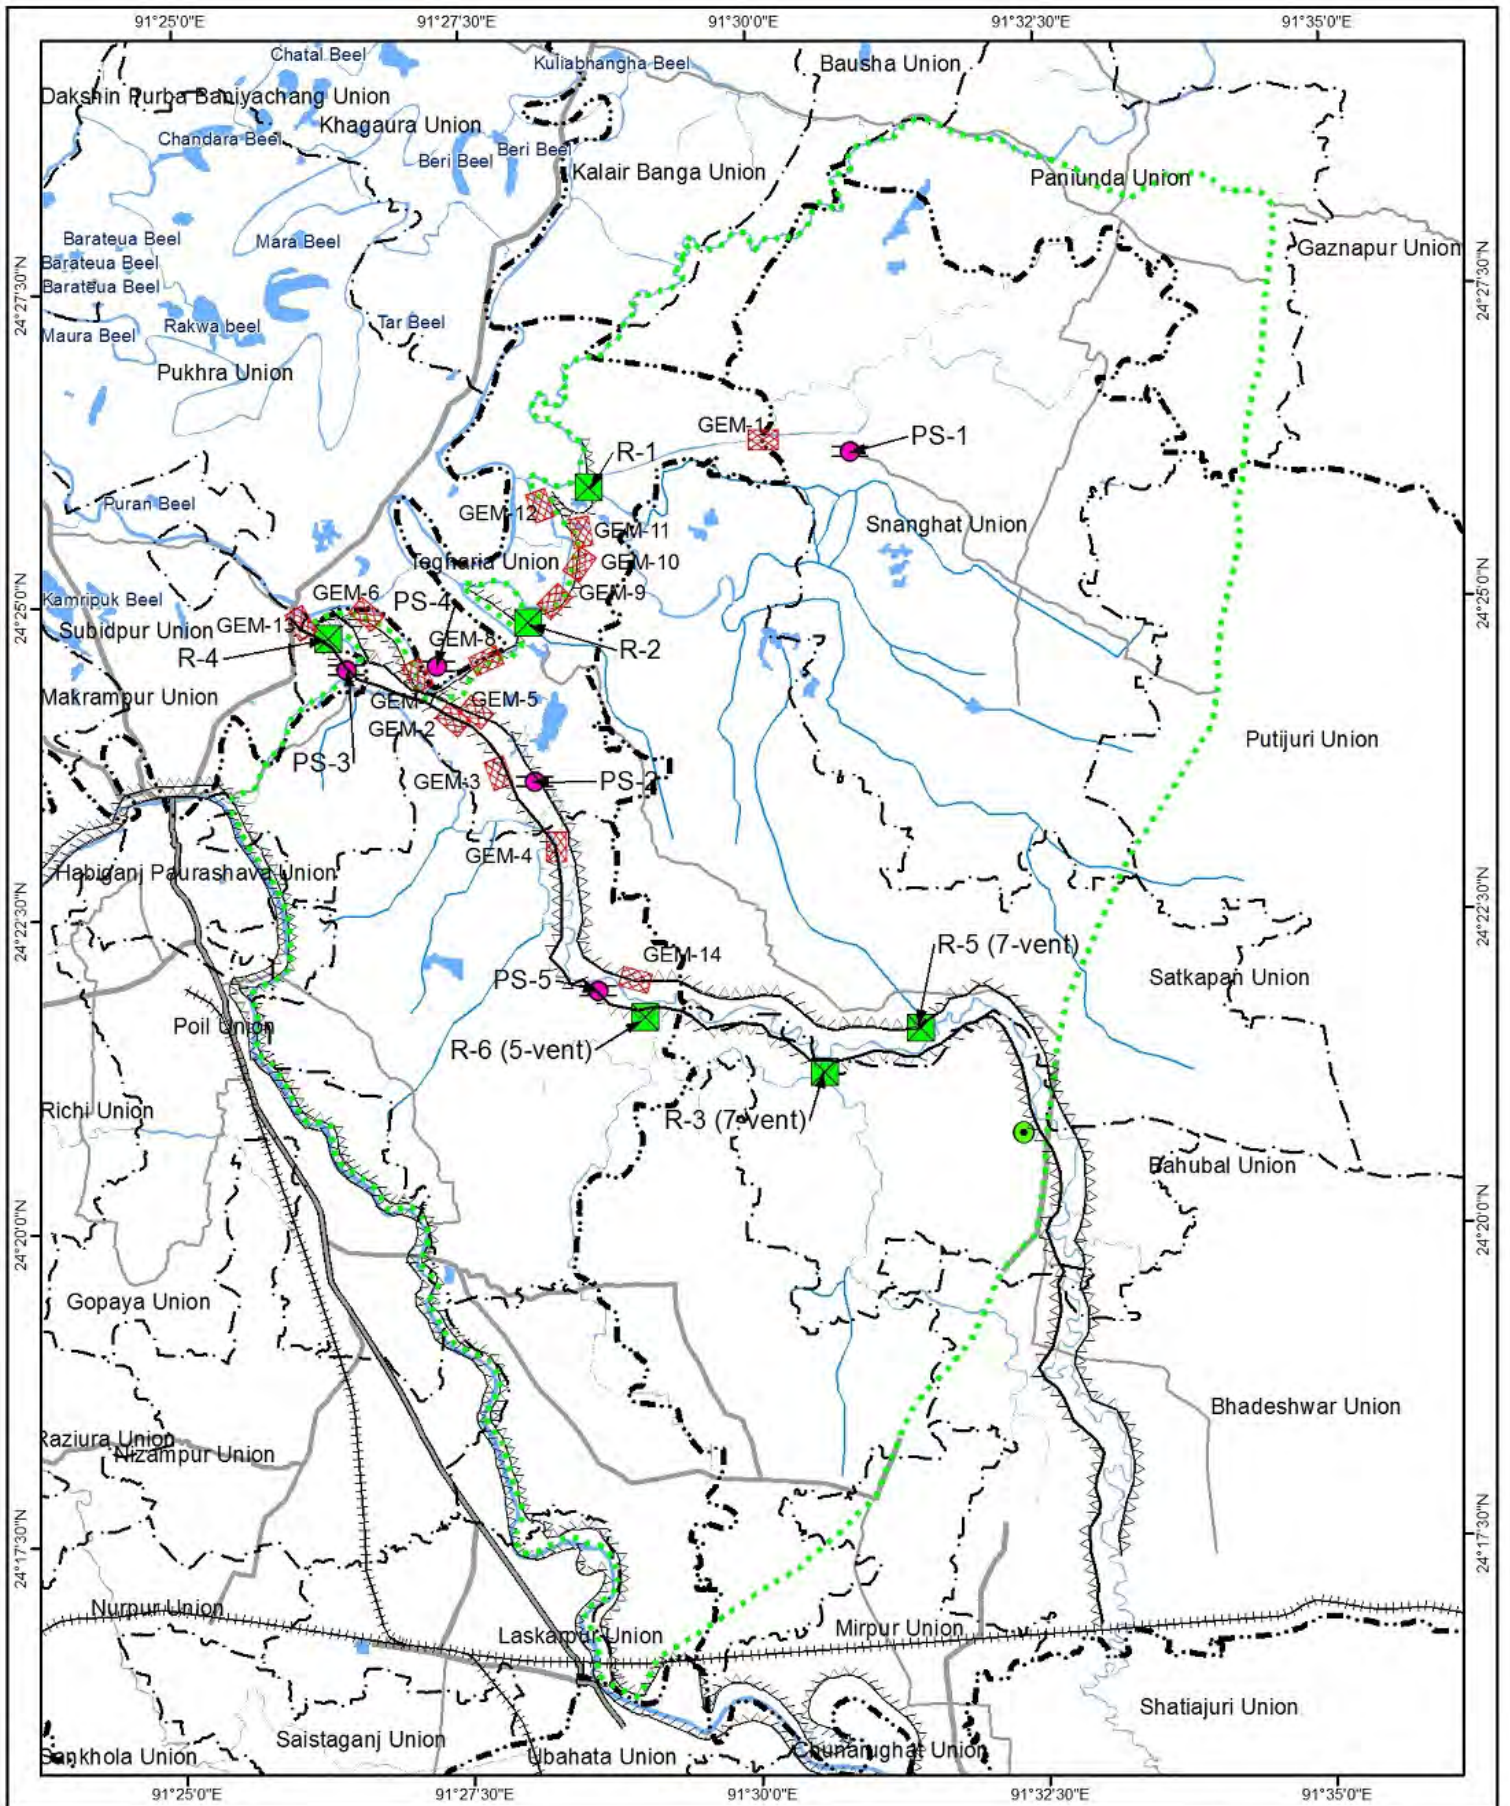 91°25'0"E
91°27'30"E
91°30'0"E
91°32'30"E
91°35'0"E
Chatal Beel
Kuliabhangha Beel
Bausha Union
Dakshin Purba Baniyachang Union
Khagaura Union
Chandara Beel
Beri Beel
Beri Beel
Kalair Banga Union
Paniunda Union
Barateua Beel
Mara Beel
Gaznapur Union
Barateua Beel
Barateua Beel
24°27'30"N
24°27'30"N
Maura Beel
Rakwa beel
Tar Beel
Pukhra Union
GEM-1
PS-1
R-1
Puran Beel
GEM-12
GEM-11
Snanghat Union
Tegharia Union
GEM-10
24°25'0"N
24°25'0"N
Kamripuk Beel
GEM-6
PS-4
GEM-9
Subidpur Union
GEM-13
GEM-8
R-4
R-2
Makrampur Union
GEM-
GEM-5
GEM-2
Putijuri Union
PS-3
GEM-3
PS-2
GEM-4
Habiganj Paurashava Union
24°22'30"N
24°22'30"N
R-5 (7-vent)
GEM-14
PS-5
Satkapan Union
Poil Union
R-6 (5-vent)
Richi Union
R-3 (7-vent)
Bahubal Union
24°20'0"N
24°20'0"N
Gopaya Union
Bhadeshwar Union
Raziura Union
Nizampur Union
24°17'30"N
24°17'30"N
Nurpur Union
Laskarpur Union
Mirpur Union
Shatiajuri Union
Saistaganj Union
Sankhola Union
Ubahata Union
Chunarughat Union
91°25'0"E
91°27'30"E
91°30'0"E
91°32'30"E
91°35'0"E